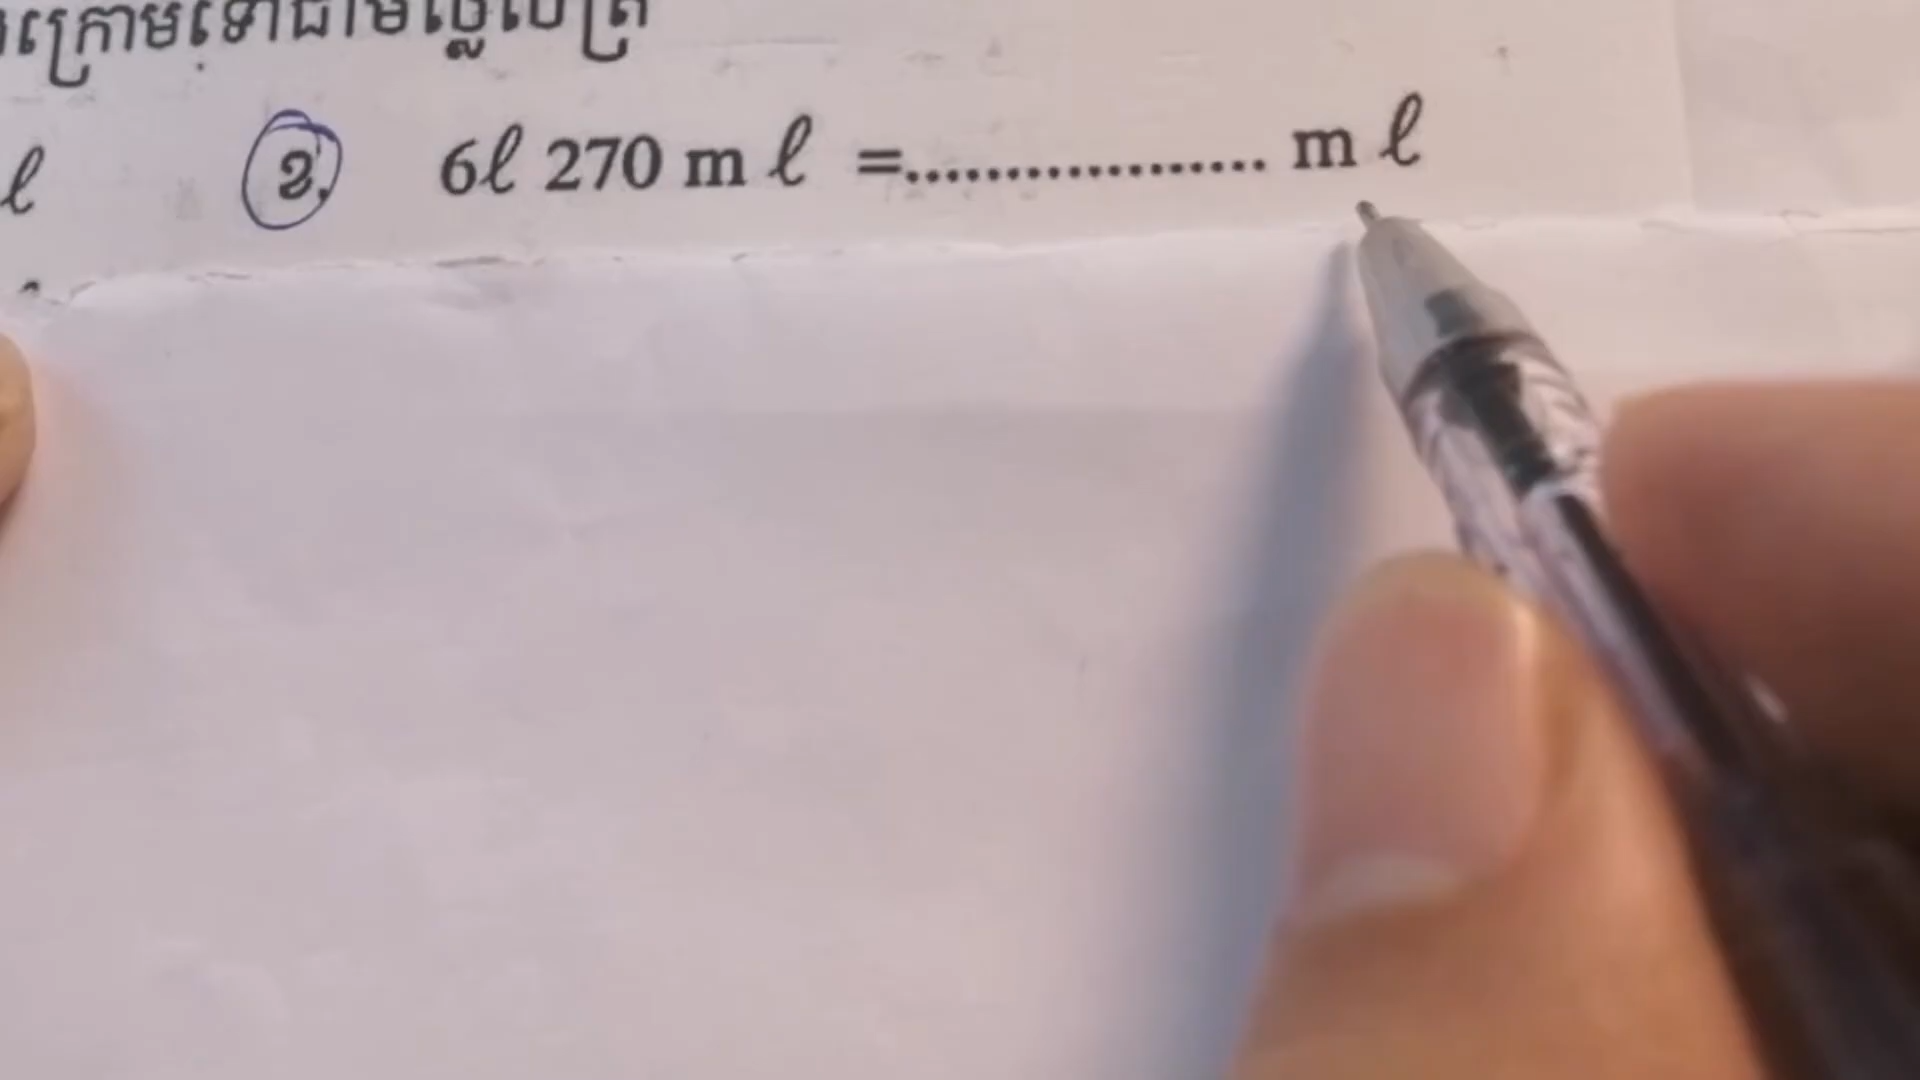 ក្រោមទៅជាមីល្លីលីត្រ
ℓ 2. 6ℓ 270 m ℓ =................. m ℓ